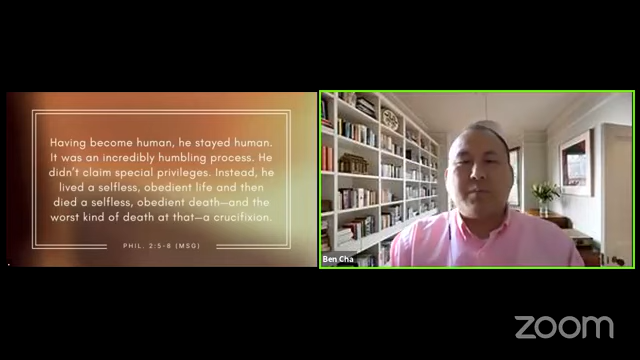 Having become human, he stayed human.
It was an incredibly humbling process. He
didn't claim special privileges. Instead, he
lived a selfless, obedient life and then
died a selfless, obedient death—and the
worst kind of death at that—a crucifixion.
PHIL. 2:5-8 (MSG)
Ben Cha
zoom